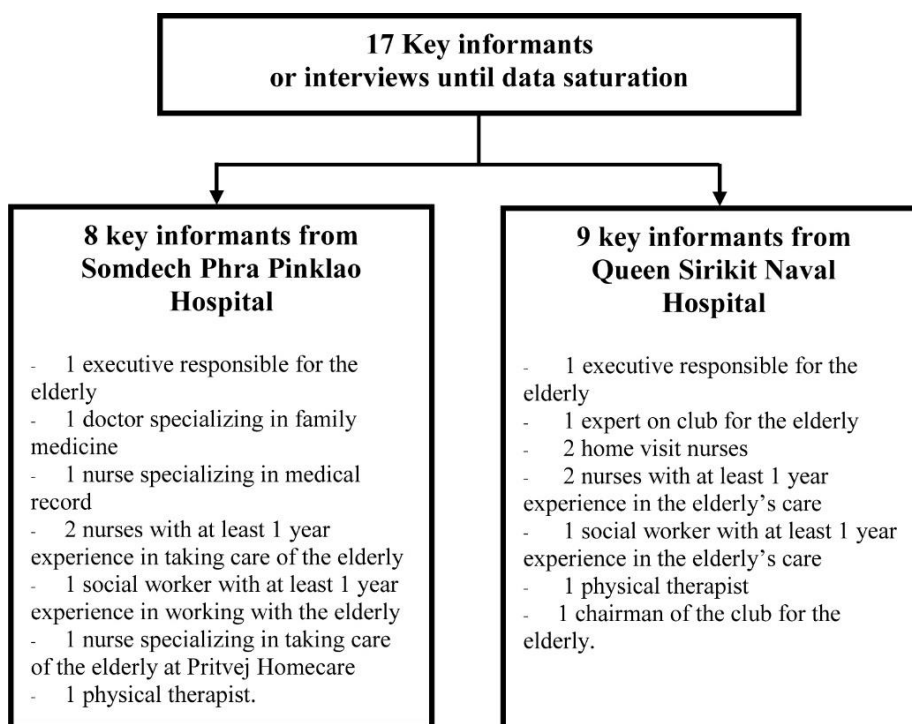 17 Key informants
or interviews until data saturation
8 key informants from
Somdech Phra Pinklao
Hospital
- 1 executive responsible for the
elderly
- 1 doctor specializing in family
medicine
- 1 nurse specializing in medical
record
- 2 nurses with at least 1 year
experience in taking care of the elderly
- 1 social worker with at least 1 year
experience in working with the elderly
- 1 nurse specializing in taking care
of the elderly at Pritvej Homecare
- 1 physical therapist.
9 key informants from
Queen Sirikit Naval
Hospital
- 1 executive responsible for the
elderly
- 1 expert on club for the elderly
- 2 home visit nurses
- 2 nurses with at least 1 year
experience in the elderly’s care
- 1 social worker with at least 1 year
experience in the elderly’s care
- 1 physical therapist
- 1 chairman of the club for the
elderly.